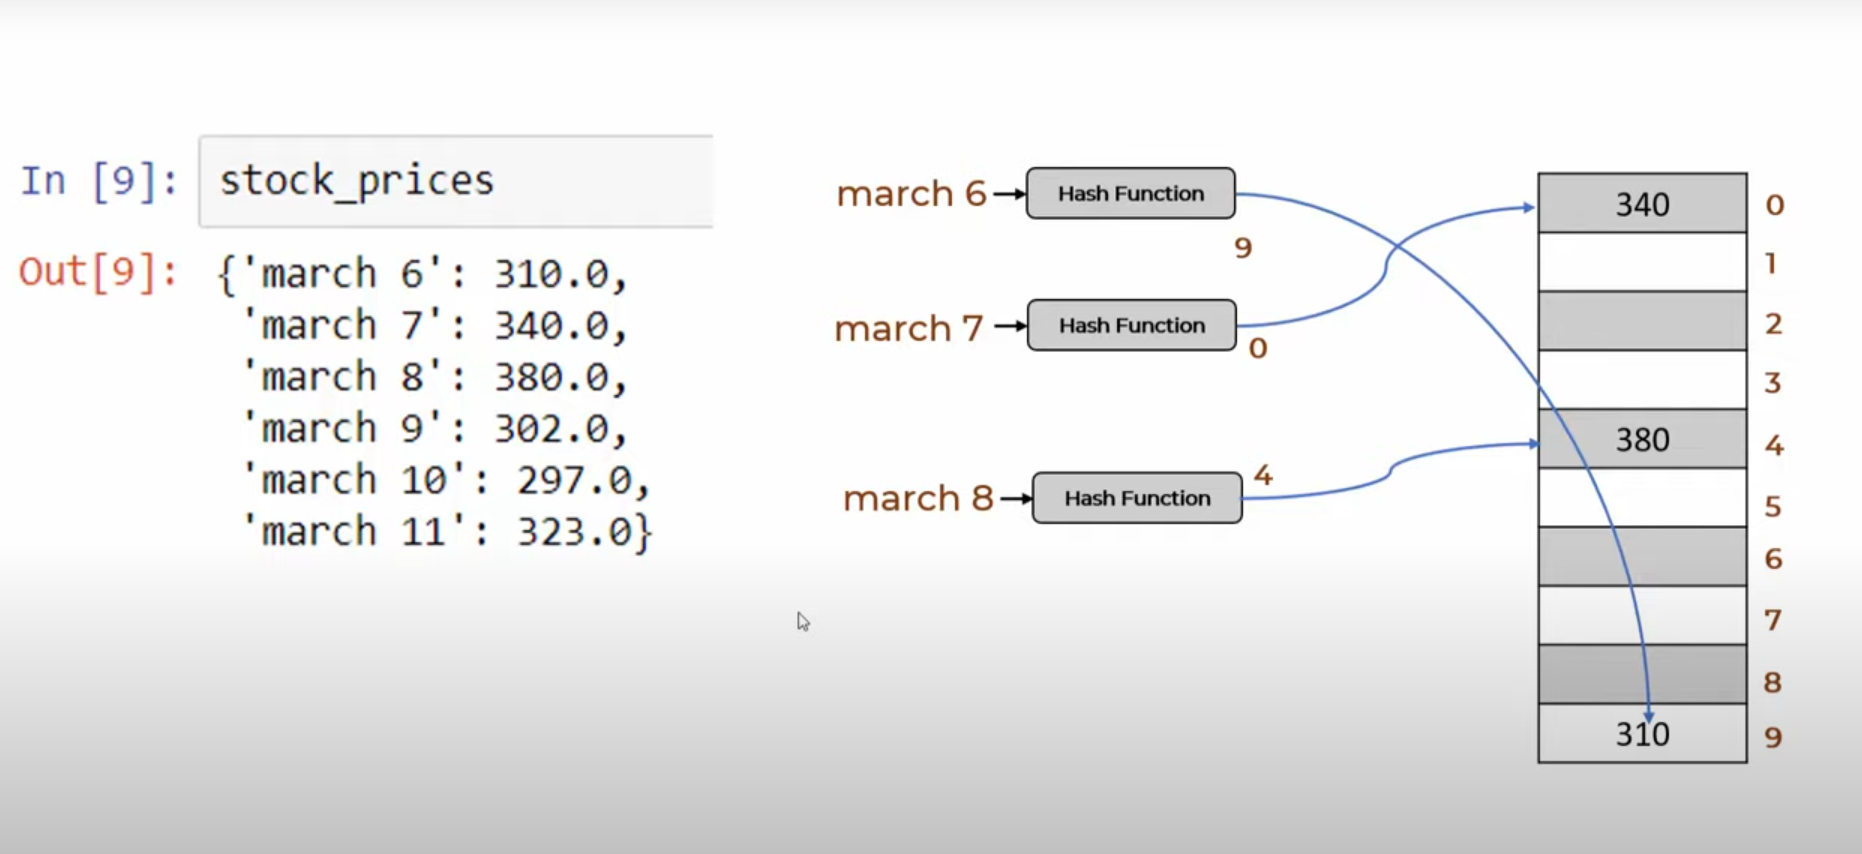 In [9]: stock_prices
Out[9]: {'march 6': 310.0,
'march 7': 340.0,
'march 8': 380.0,
'march 9': 302.0,
'march 10': 297.0,
'march 11': 323.0}
march 6 Hash Function
9
march 7 Hash Function
0
march 8 Hash Function
4
340 0
1
2
3
380 4
5
6
7
8
310 9